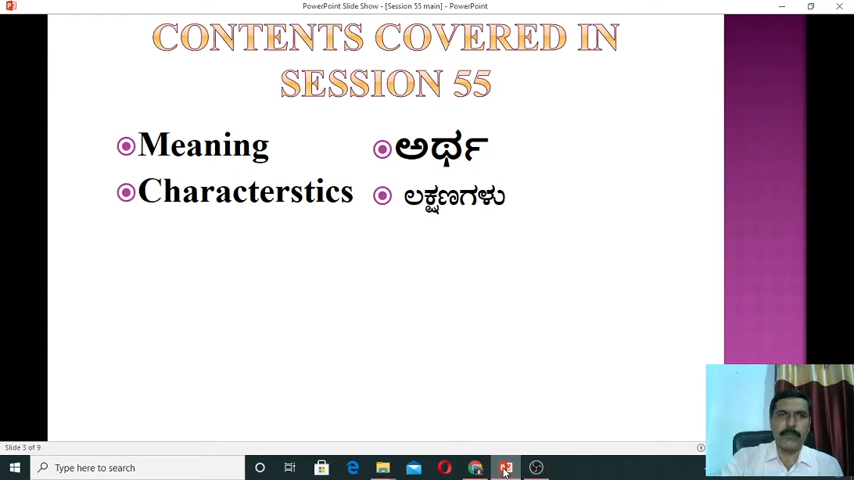 PowerPoint Slide Show - [Session 55 main] - PowerPoint
CONTENTS COVERED IN
SESSION 55
Meaning
Characterstics
ಅರ್ಥ
ಲಕ್ಷಣಗಳು
Slide 3 of 9
Type here to search